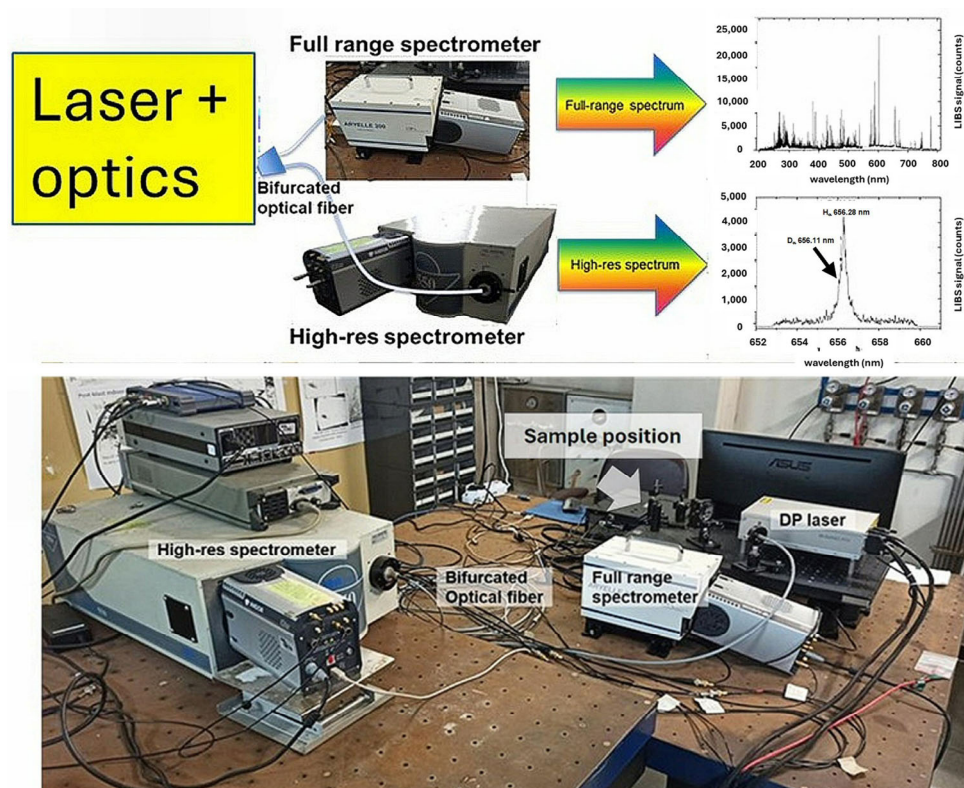 Laser +
optics
Full range spectrometer
ARYELLE 200
Bifurcated
optical fiber
High-res spectrometer
Full-range spectrum
High-res spectrum
25,000
20,000
15,000
10,000
5,000
0
200 300 400 500 600 700 800
wavelength (nm)
LIBS signal (counts)
5,000
4,000
3,000
2,000
1,000
0
Hα 656.28 nm
Dα 656.11 nm
652 654 656 658 660
wavelength (nm)
LIBS signal (counts)
Sample position
ASUS
DP laser
High-res spectrometer
Bifurcated
Optical fiber
Full range
spectrometer
ARYELLE 200
ANDOR